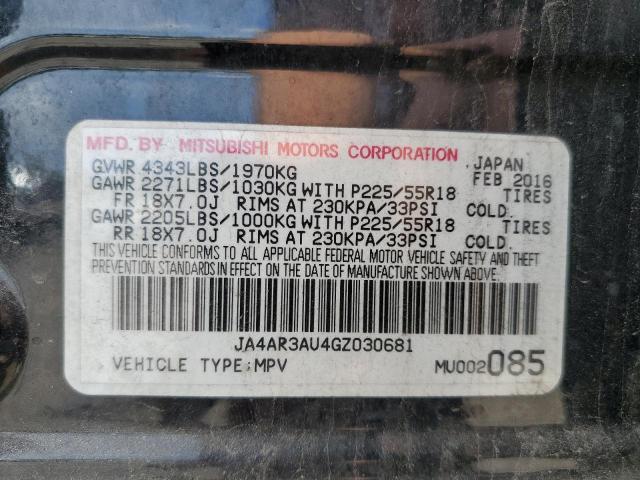 MFD. BY MITSUBISHI MOTORS CORPORATION
JAPAN
GVWR 4343LBS/1970KG
FEB 2016
GAWR 2271LBS/1030KG WITH P225/55R18 TIRES
FR 18X7.0J RIMS AT 230KPA/33PSI COLD.
GAWR 2205LBS/1000KG WITH P225/55R18 TIRES
RR 18X7.0J RIMS AT 230KPA/33PSI COLD.
THIS VEHICLE CONFORMS TO ALL APPLICABLE FEDERAL MOTOR VEHICLE SAFETY AND THEFT
PREVENTION STANDARDS IN EFFECT ON THE DATE OF MANUFACTURE SHOWN ABOVE.
JA4AR3AU4GZ030681
VEHICLE TYPE:MPV MU002085